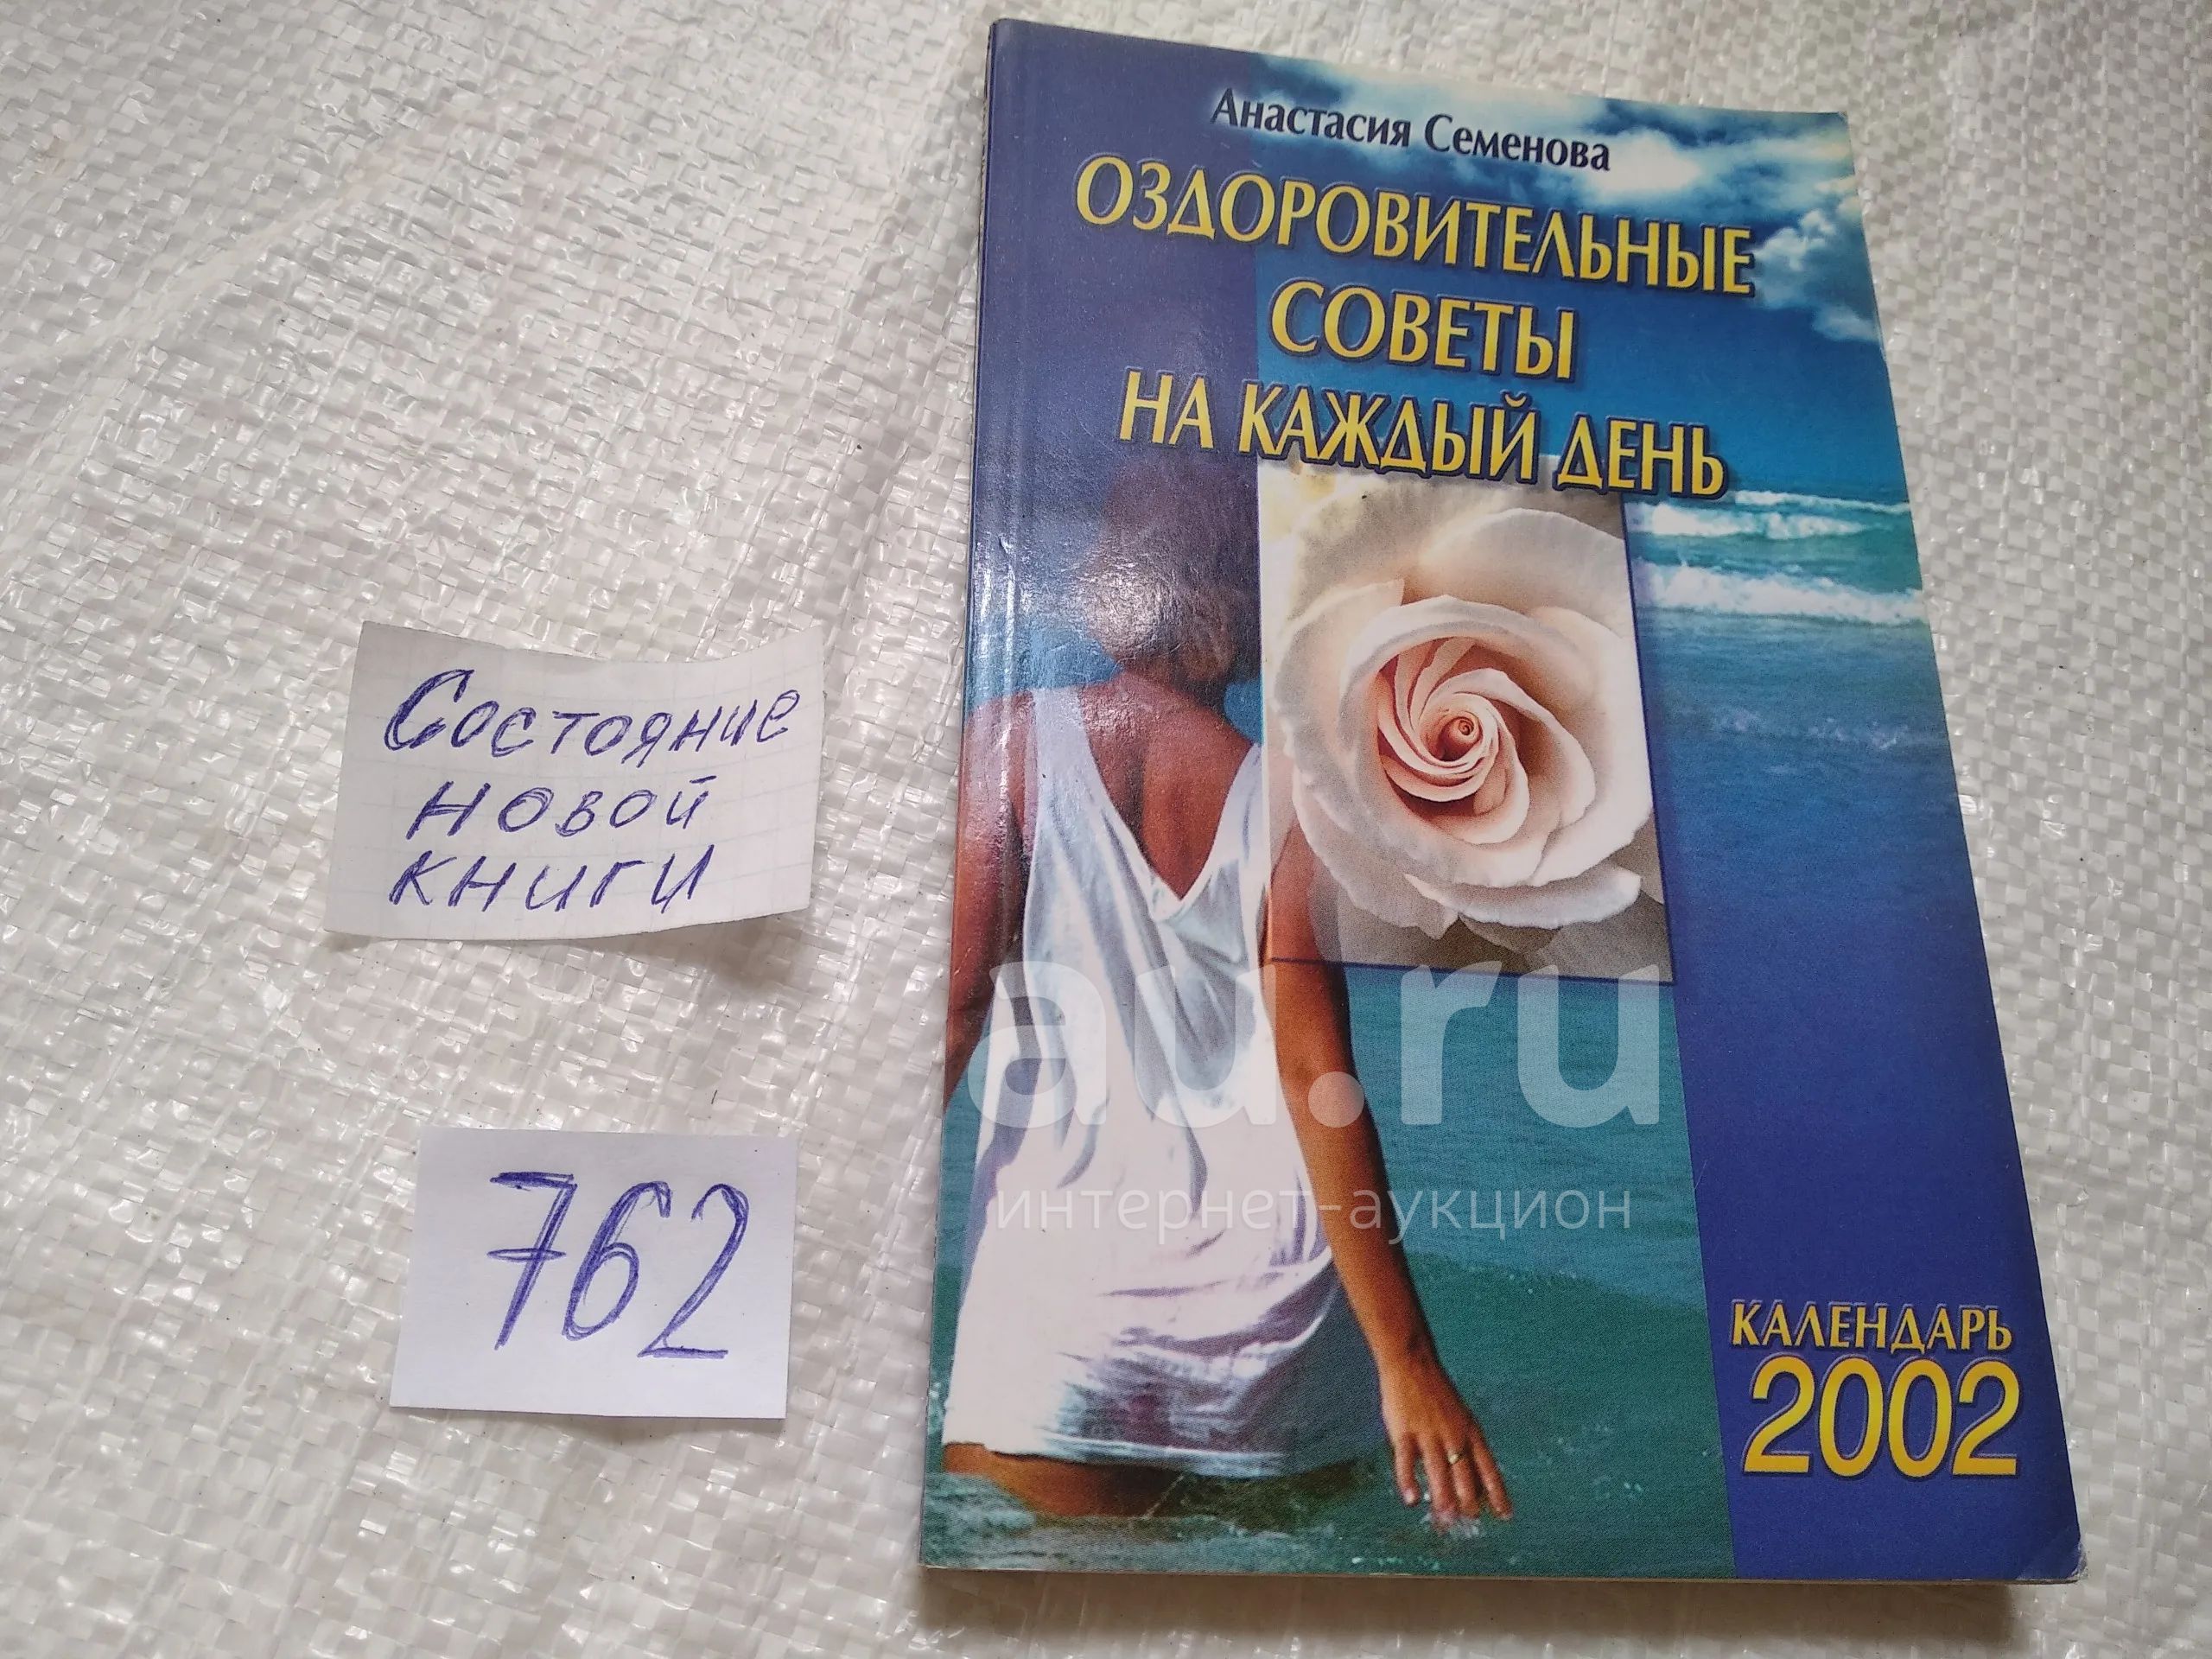 Анастасия Семенова
ОЗДОРОВИТЕЛЬНЫЕ
СОВЕТЫ
НА КАЖДЫЙ ДЕНЬ
Состояние
новой
книги
762
au.ru
интернет-аукцион
КАЛЕНДАРЬ
2002